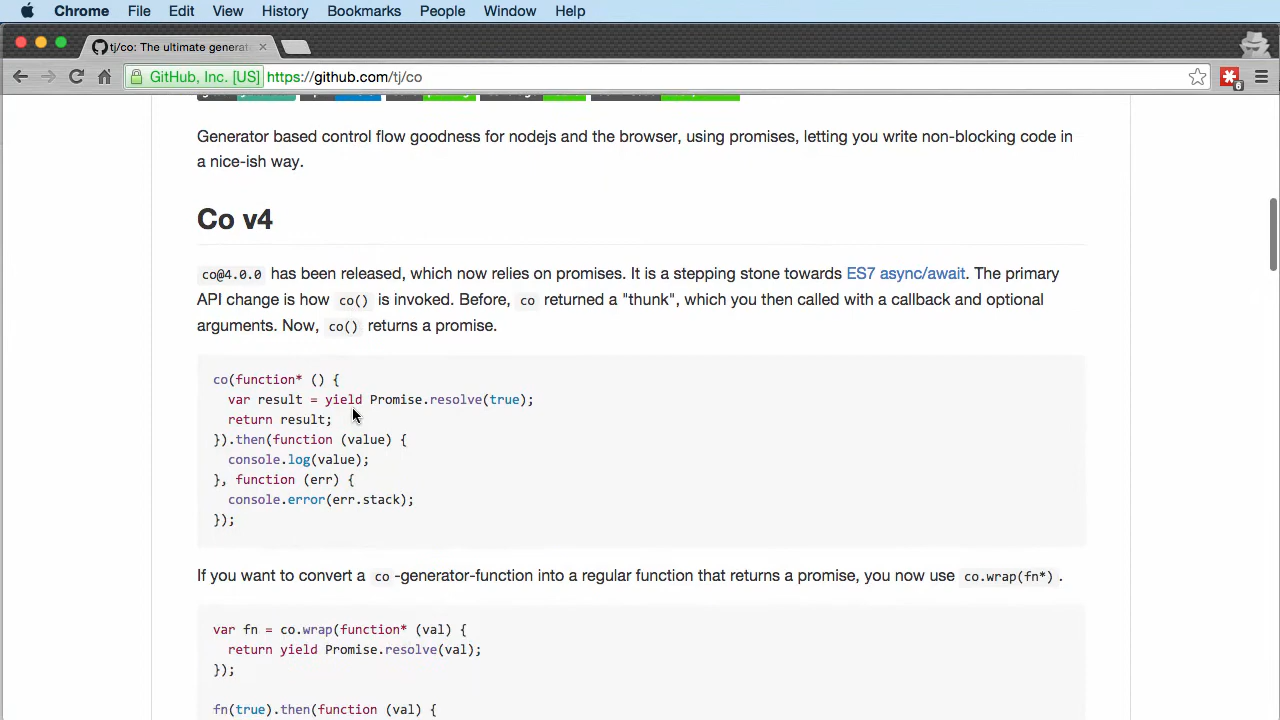 Chrome File Edit View History Bookmarks People Window Help
tj/co: The ultimate generat
GitHub, Inc. [US] https://github.com/tj/co
6
Generator based control flow goodness for nodejs and the browser, using promises, letting you write non-blocking code in
a nice-ish way.
Co v4
co@4.0.0 has been released, which now relies on promises. It is a stepping stone towards ES7 async/await. The primary
API change is how co() is invoked. Before, co returned a "thunk", which you then called with a callback and optional
arguments. Now, co() returns a promise.
co(function* () {
  var result = yield Promise.resolve(true);
  return result;
}).then(function (value) {
  console.log(value);
}, function (err) {
  console.error(err.stack);
});
If you want to convert a co -generator-function into a regular function that returns a promise, you now use co.wrap(fn*) .
var fn = co.wrap(function* (val) {
  return yield Promise.resolve(val);
});
fn(true).then(function (val) {